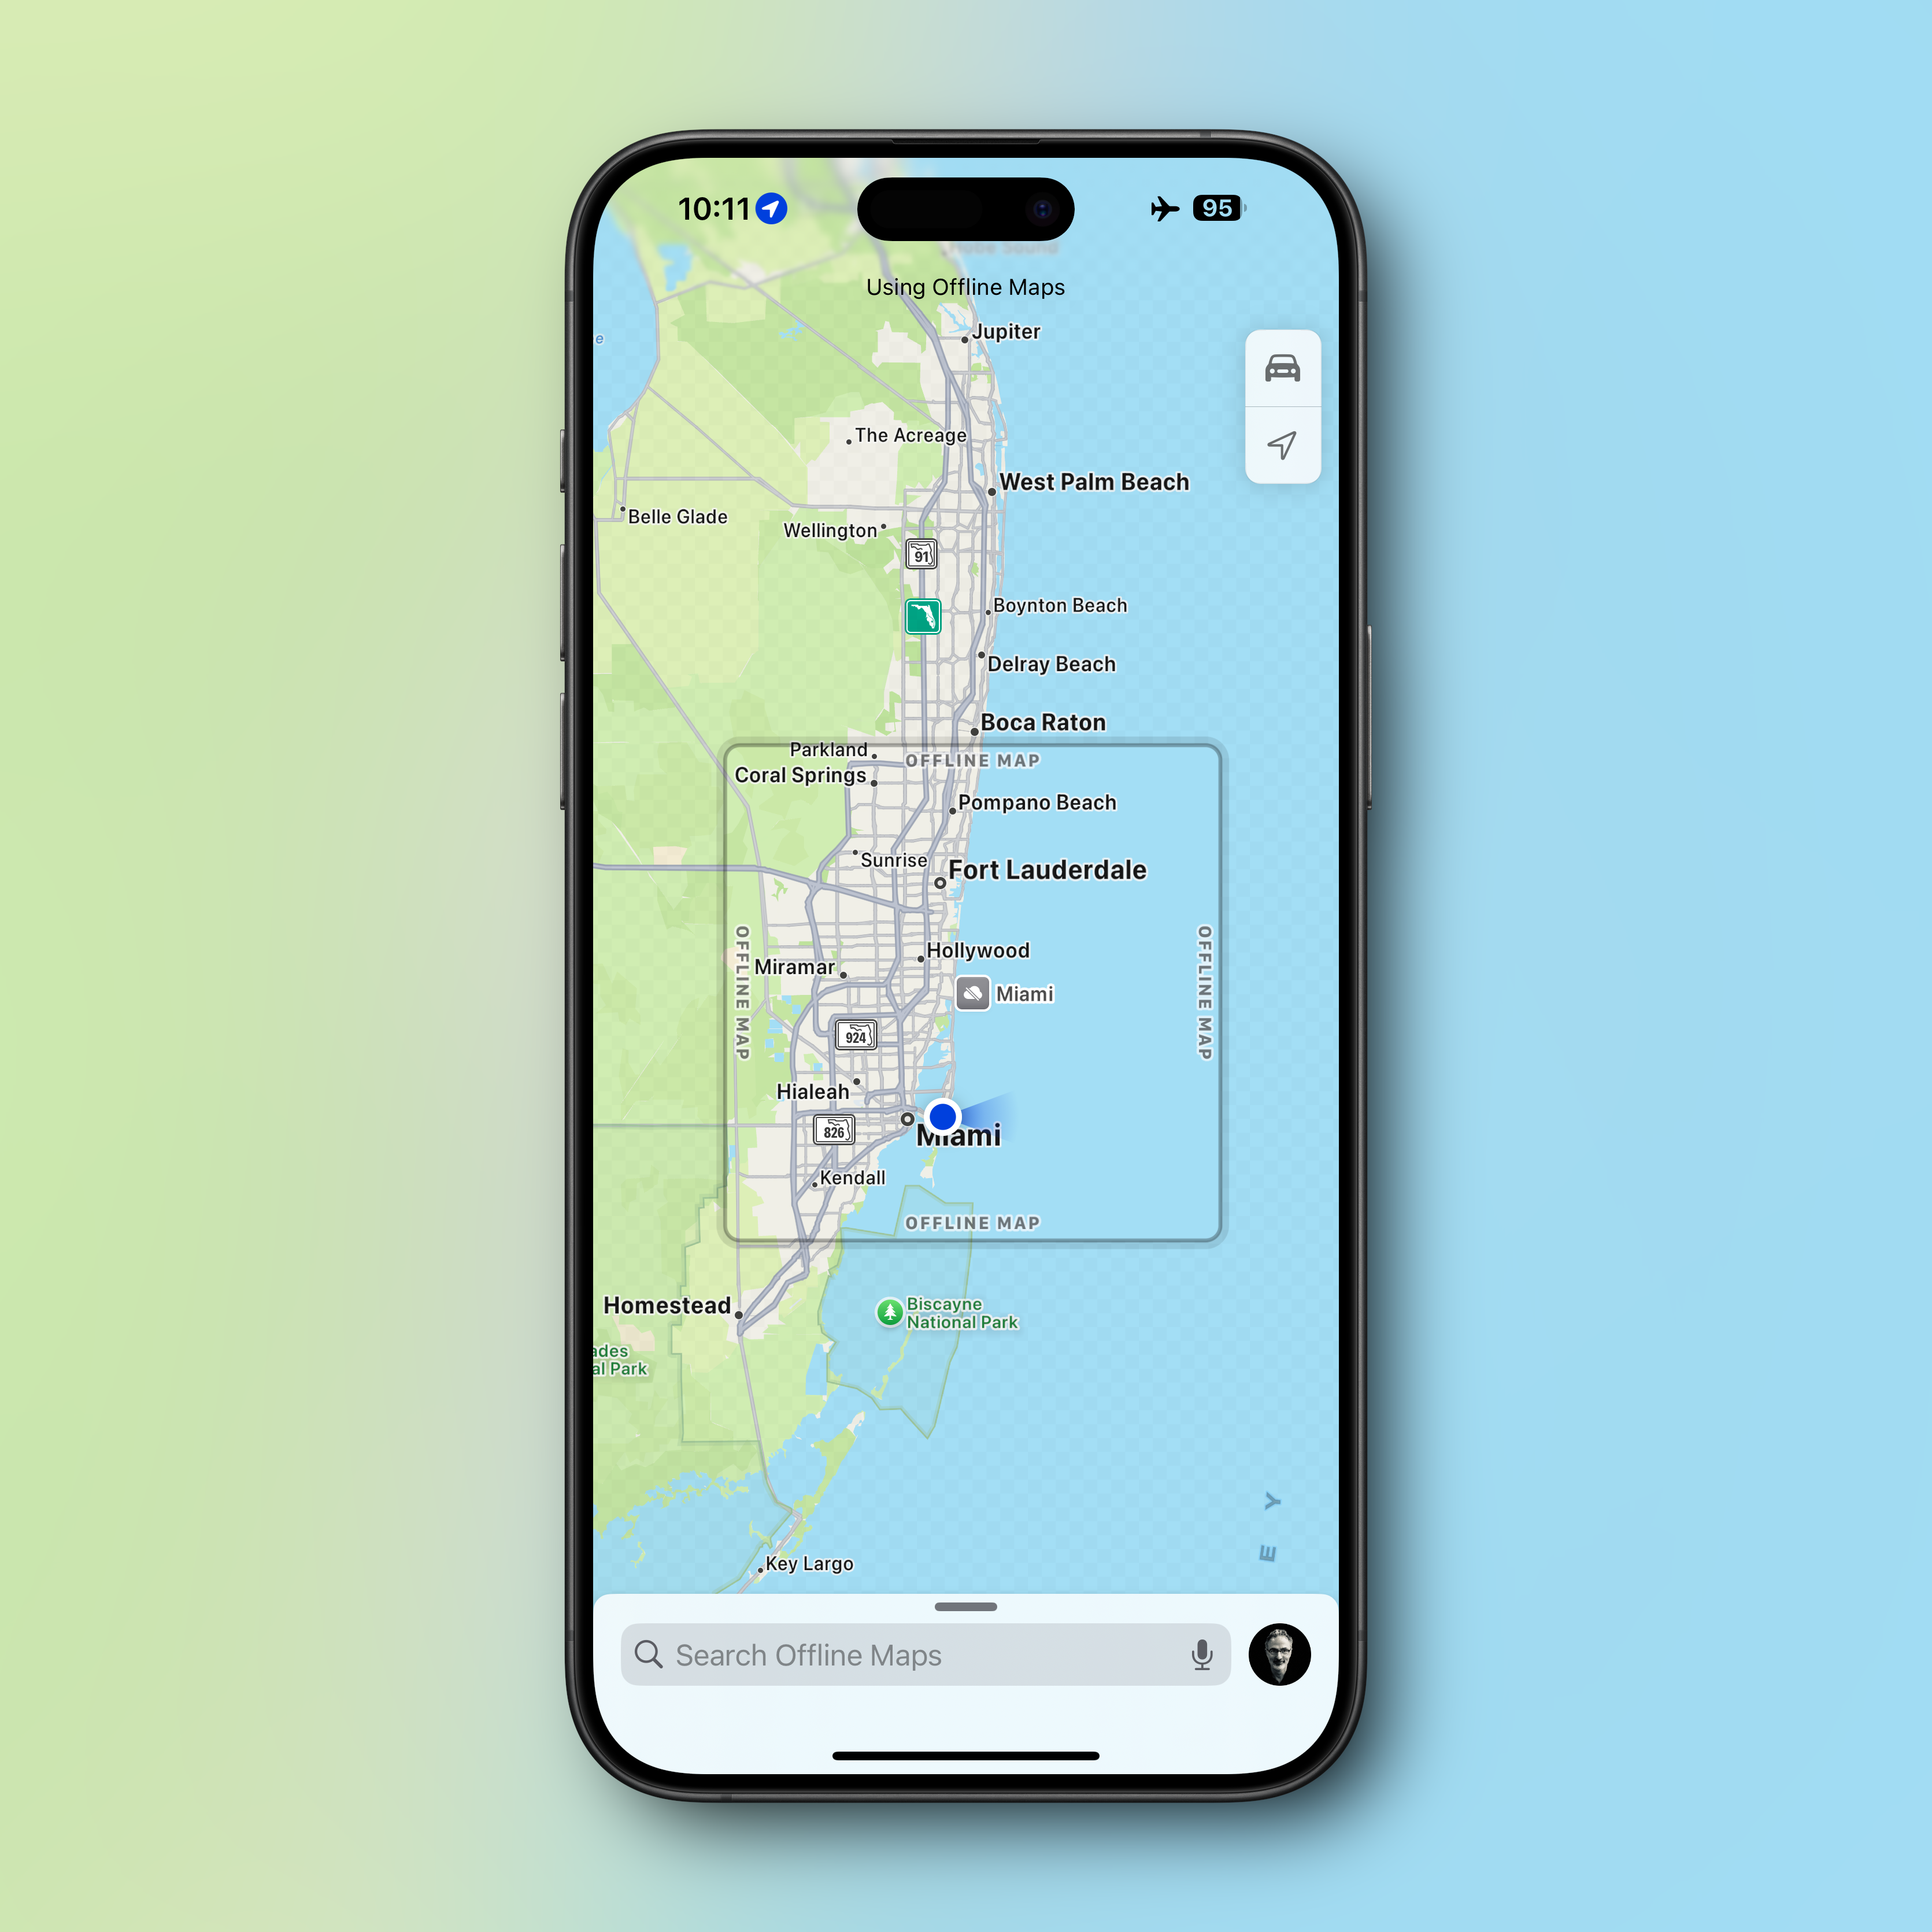 10:11
95
Using Offline Maps
Jupiter
e
The Acreage
West Palm Beach
Belle Glade
Wellington
91
Boynton Beach
Delray Beach
Boca Raton
Parkland
OFFLINE MAP
Coral Springs
Pompano Beach
Sunrise
Fort Lauderdale
OFFLINE MAP
OFFLINE MAP
Hollywood
Miramar
Miami
924
Hialeah
Miami
826
Kendall
OFFLINE MAP
Homestead
Biscayne
National Park
ades
al Park
Y
E
Key Largo
Search Offline Maps